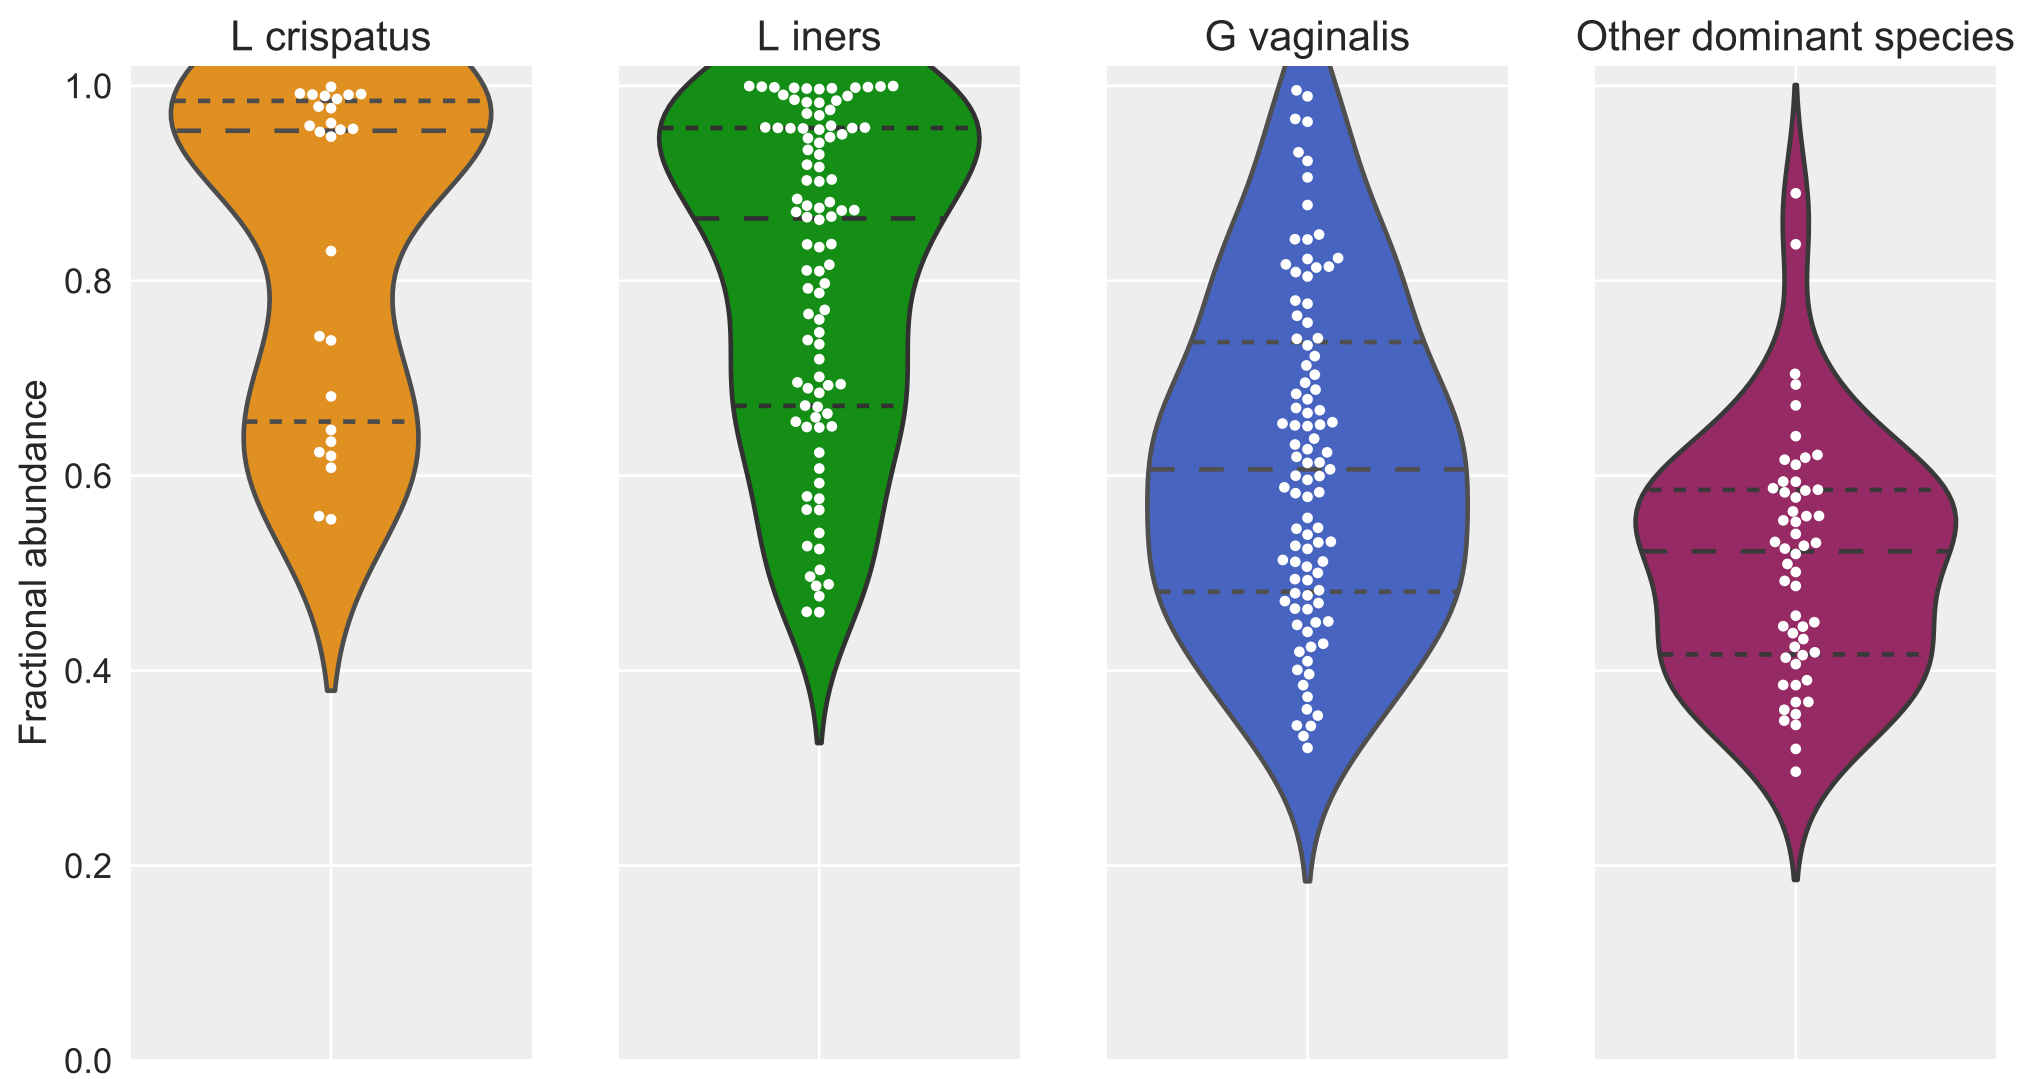 L crispatus
L iners
G vaginalis
Other dominant species
Fractional abundance
1.0
0.8
0.6
0.4
0.2
0.0